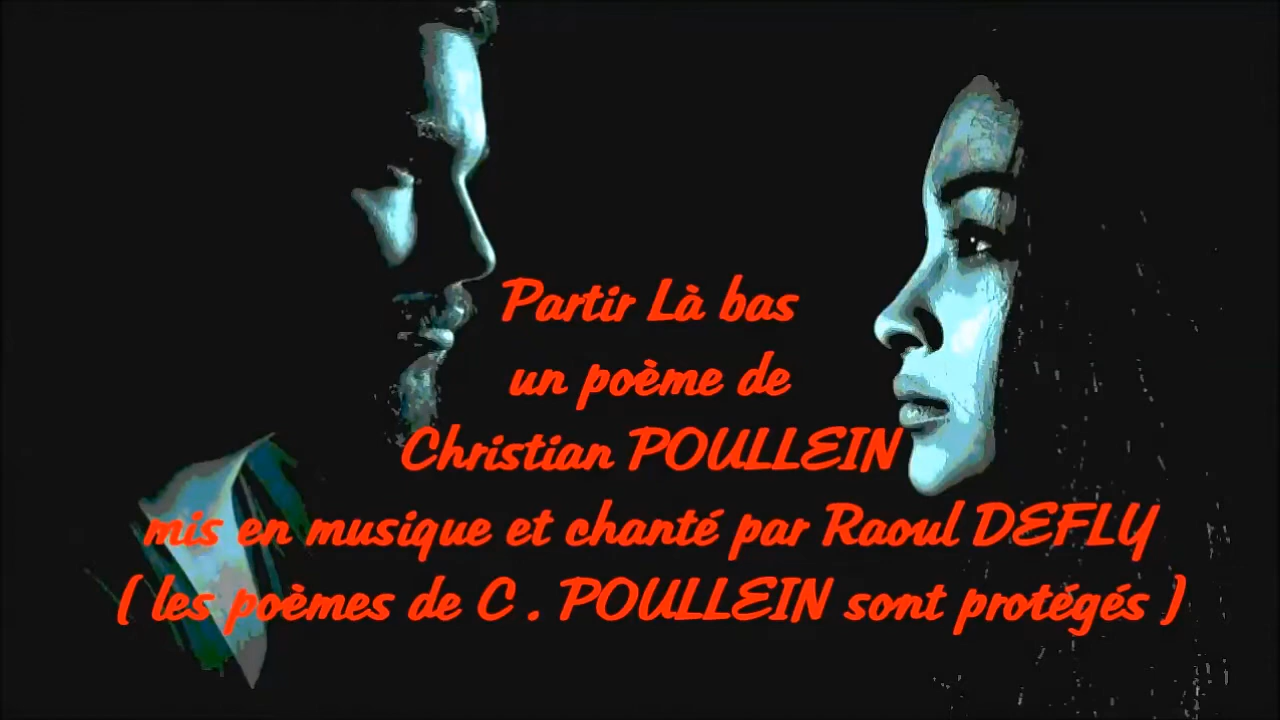 Partir Là bas
un poème de
Christian POULLEIN
mis en musique et chanté par Raoul DEFLY
( les poèmes de C . POULLEIN sont protégés )